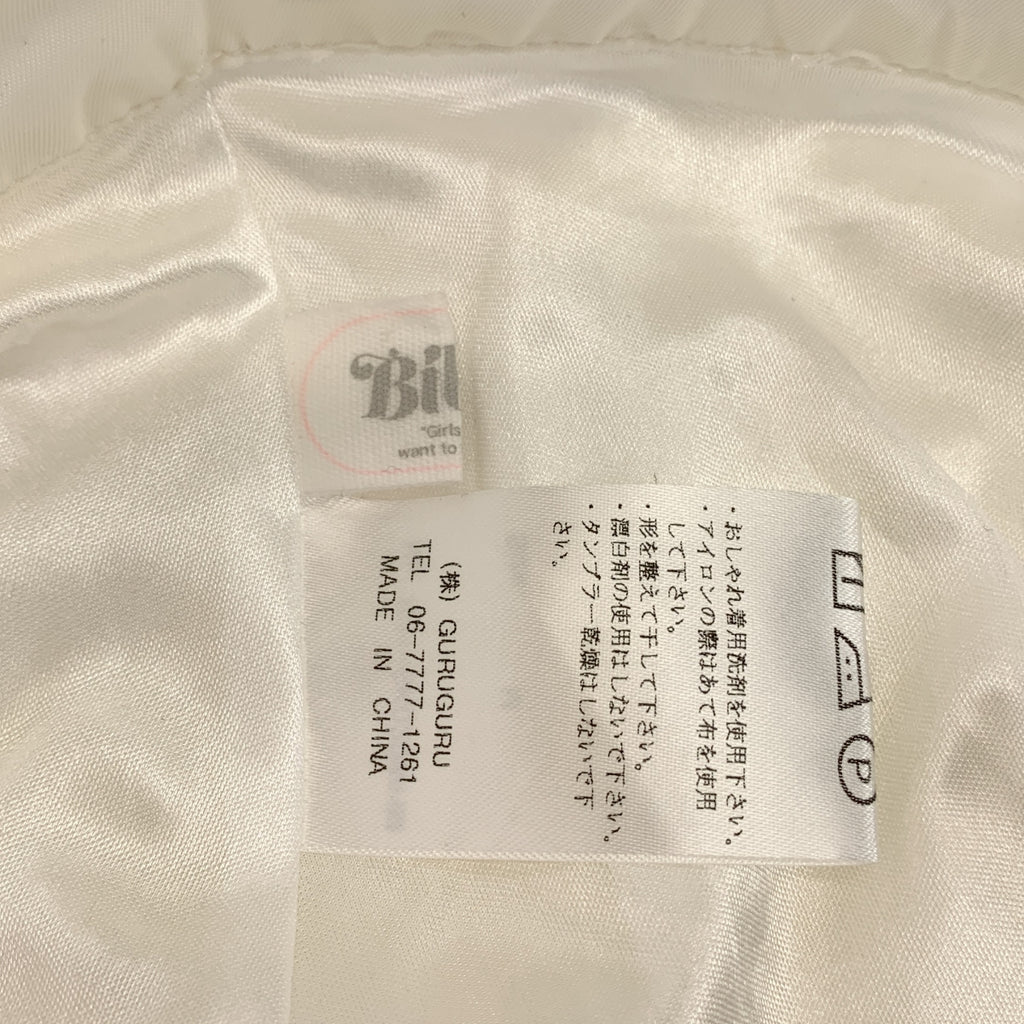 Bil
"Girls
want to
・おしゃれ着用洗剤を使用下さい。
・アイロンの際はあて布を使用
して下さい。
・形を整えて干して下さい。
・漂白剤の使用はしないで下さい。
・タンブラー乾燥はしないで下
さい。
(株) GURUGURU
TEL 06-7777-1261
MADE IN CHINA
P